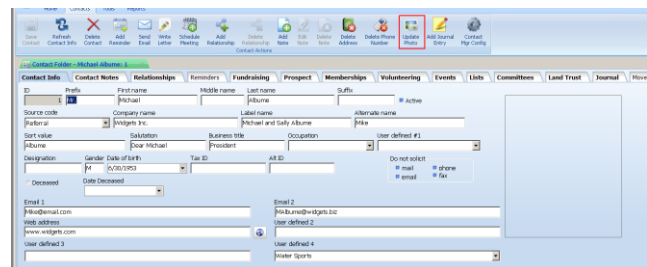 Home Contacts Tools Reports
Save Contact Refresh Contact Info Delete Contact Add Reminder Send Email Write Letter Schedule Meeting Add Relationship Delete Relationship Add Note Edit Note Delete Note Delete Address Delete Phone Number Update Photo Add Journal Entry Contact Mgr Config
Contact Actions
Contact Folder - Michael Albume: 1
Contact Info Contact Notes Relationships Reminders Fundraising Prospect Memberships Volunteering Events Lists Committees Land Trust Journal Move
ID Prefix First name Middle name Last name Suffix
1 Mr. Michael Albume Active
Source code Company name Label name Alternate name
Referral Widgets Inc. Michael and Sally Albume Mike
Sort value Salutation Business title Occupation User defined #1
Albume Dear Michael President
Designation Gender Date of birth Tax ID Alt ID Do not solicit
M 6/30/1953 mail phone
Deceased Date Deceased email fax
Email 1 Email 2
Mike@email.com MAlbume@widgets.biz
Web address User defined 2
www.widgets.com
User defined 3 User defined 4
Water Sports